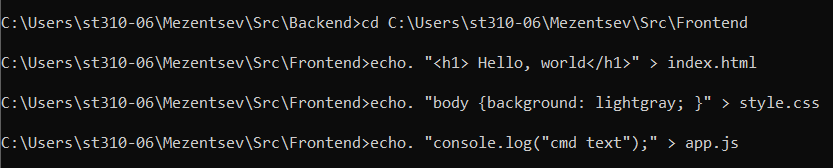 C:\Users\st310-06\Mezentsev\Src\Backend>cd C:\Users\st310-06\Mezentsev\Src\Frontend
C:\Users\st310-06\Mezentsev\Src\Frontend>echo. "<h1> Hello, world</h1>" > index.html
C:\Users\st310-06\Mezentsev\Src\Frontend>echo. "body {background: lightgray; }" > style.css
C:\Users\st310-06\Mezentsev\Src\Frontend>echo. "console.log("cmd text");" > app.js